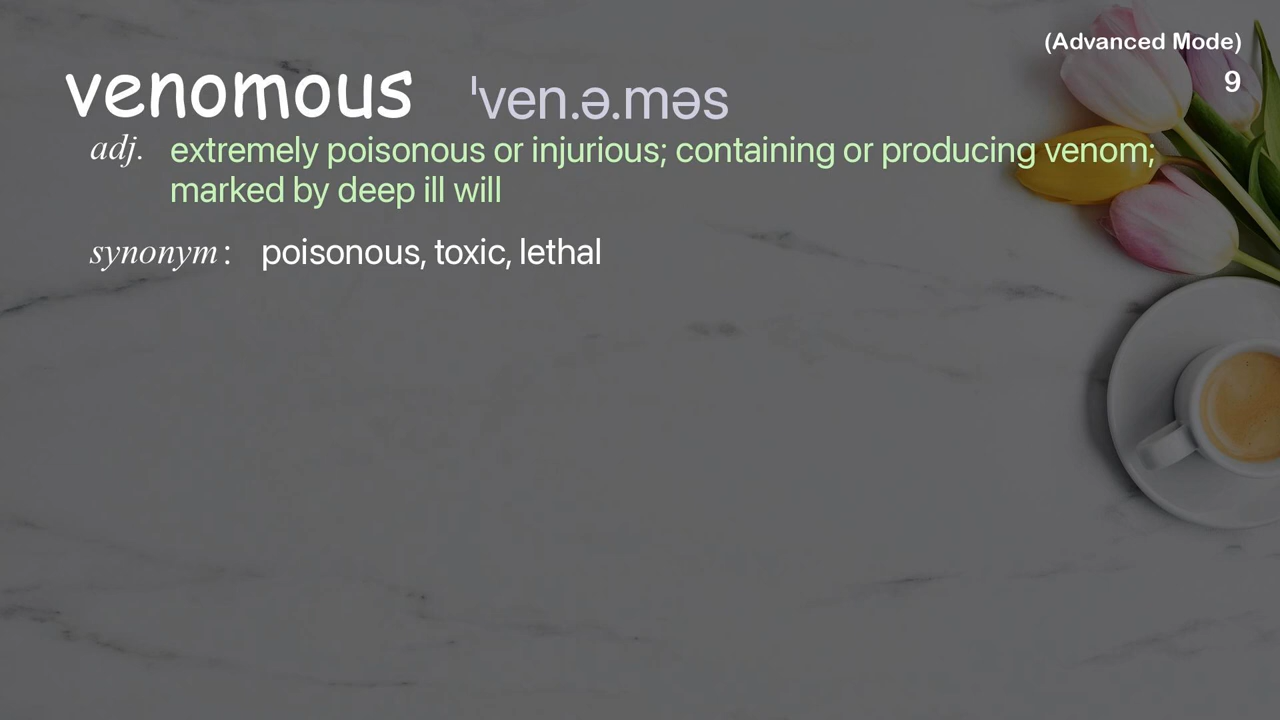 (Advanced Mode)
9
venomous ˈven.ə.məs
adj. extremely poisonous or injurious; containing or producing venom;
marked by deep ill will
synonym : poisonous, toxic, lethal